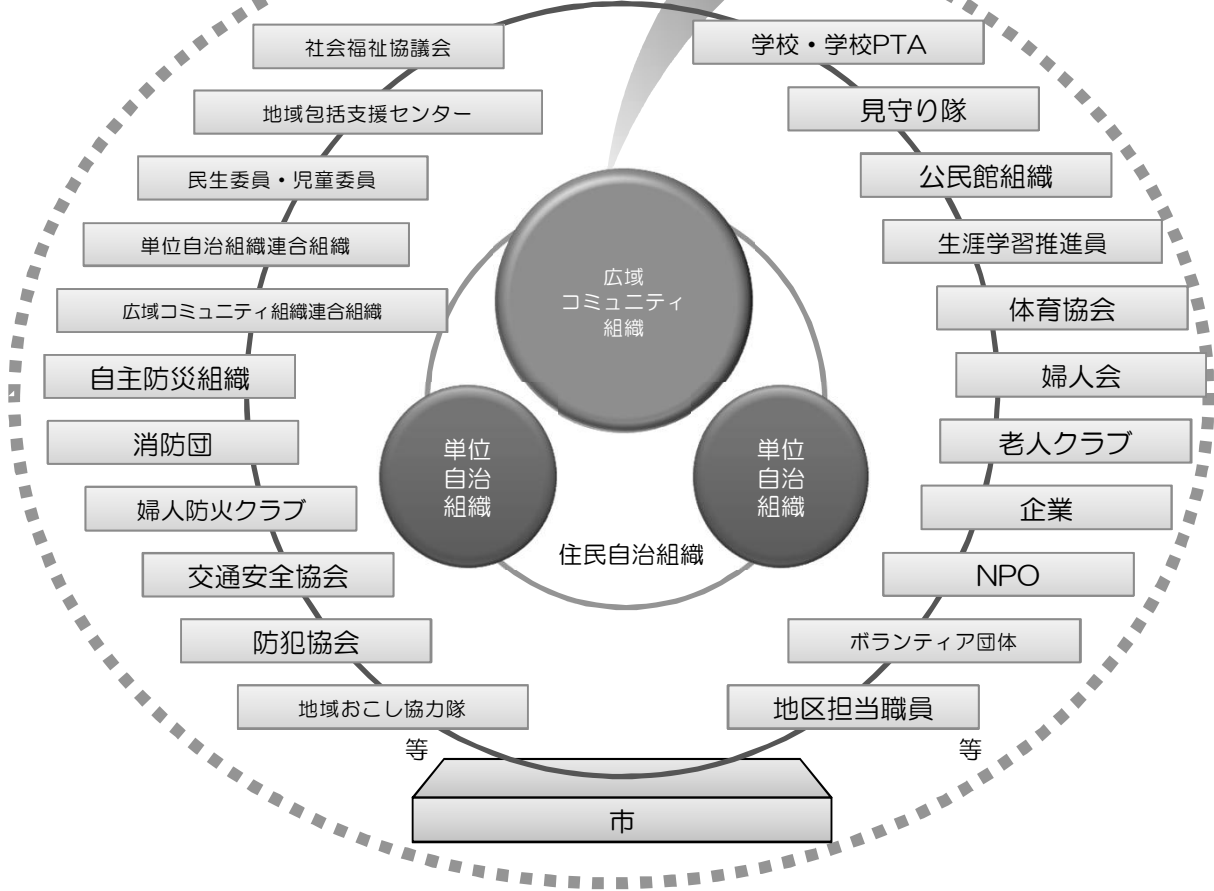 社会福祉協議会
地域包括支援センター
民生委員・児童委員
単位自治組織連合組織
広域コミュニティ組織連合組織
自主防災組織
消防団
婦人防火クラブ
交通安全協会
防犯協会
地域おこし協力隊
等
広域
コミュニティ
組織
単位
自治
組織
単位
自治
組織
住民自治組織
学校・学校PTA
見守り隊
公民館組織
生涯学習推進員
体育協会
婦人会
老人クラブ
企業
NPO
ボランティア団体
地区担当職員
等
市